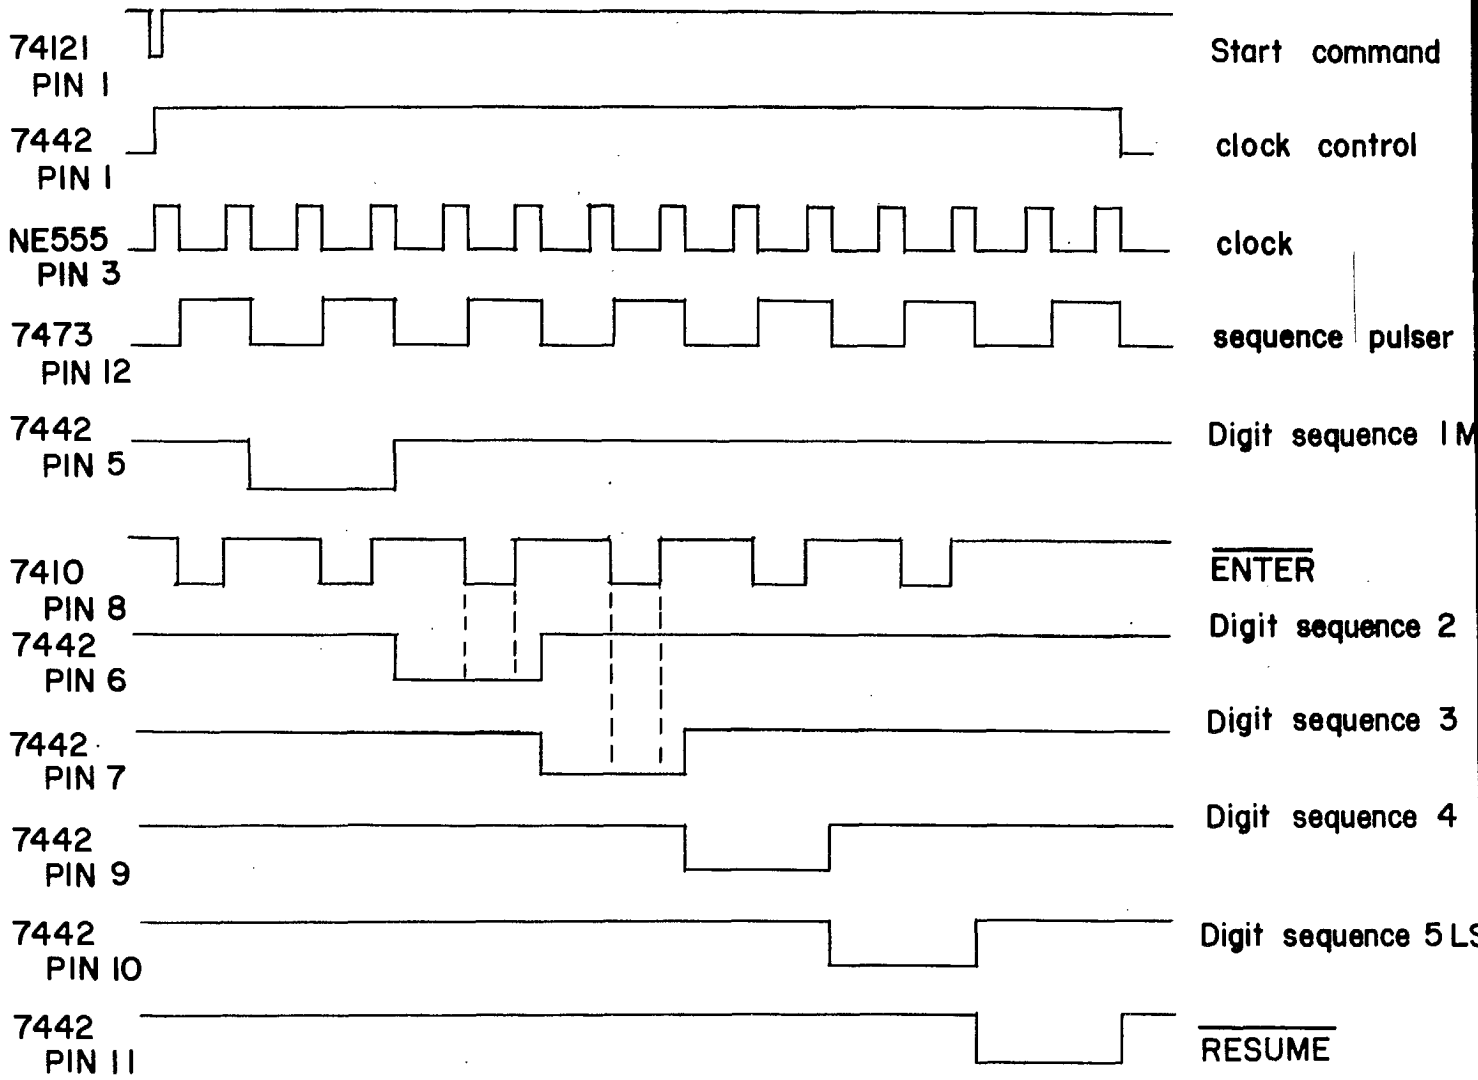 74121
PIN 1
Start command
7442
PIN 1
clock control
NE555
PIN 3
clock
7473
PIN 12
sequence pulser
7442
PIN 5
Digit sequence 1 M
7410
PIN 8
ENTER
7442
PIN 6
Digit sequence 2
7442
PIN 7
Digit sequence 3
7442
PIN 9
Digit sequence 4
7442
PIN 10
Digit sequence 5 LS
7442
PIN 11
RESUME